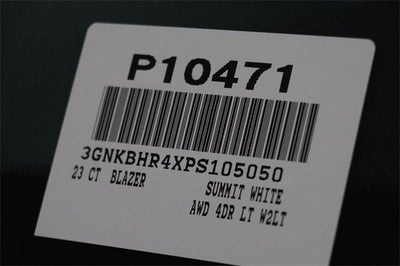 P10471
3GNKBHR4XPS105050
23 CT BLAZER SUMMIT WHITE
AWD 4DR LT W2LT